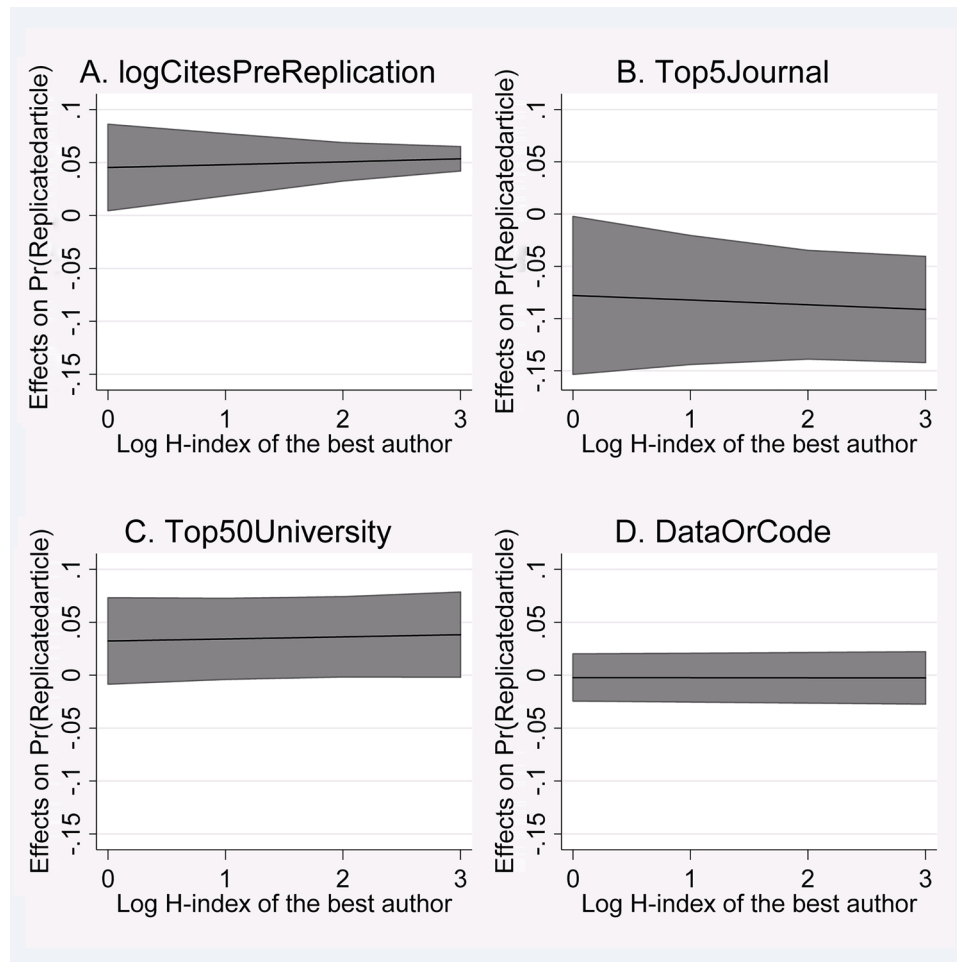 A. logCitesPreReplication
Effects on Pr(Replicatedarticle)
.1
.05
0
-.05
-.1
-.15
0 1 2 3
Log H-index of the best author
B. Top5Journal
Effects on Pr(Replicatedarticle)
.1
.05
0
-.05
-.1
-.15
0 1 2 3
Log H-index of the best author
C. Top50University
Effects on Pr(Replicatedarticle)
.1
.05
0
-.05
-.1
-.15
0 1 2 3
Log H-index of the best author
D. DataOrCode
Effects on Pr(Replicatedarticle)
.1
.05
0
-.05
-.1
-.15
0 1 2 3
Log H-index of the best author